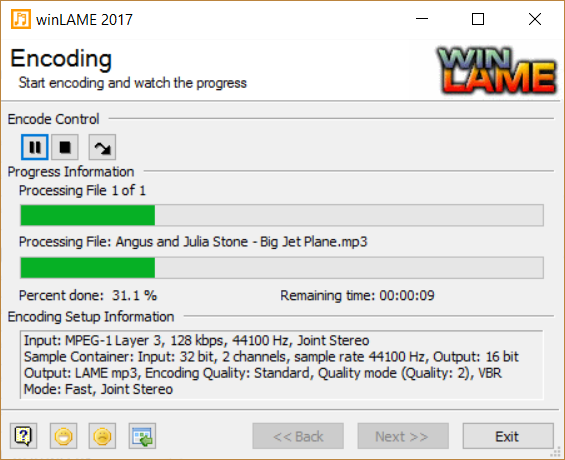 winLAME 2017
Encoding
Start encoding and watch the progress
WIN
LAME
Encode Control
Progress Information
Processing File 1 of 1
Processing File: Angus and Julia Stone - Big Jet Plane.mp3
Percent done: 31.1 % Remaining time: 00:00:09
Encoding Setup Information
Input: MPEG-1 Layer 3, 128 kbps, 44100 Hz, Joint Stereo
Sample Container: Input: 32 bit, 2 channels, sample rate 44100 Hz, Output: 16 bit
Output: LAME mp3, Encoding Quality: Standard, Quality mode (Quality: 2), VBR
Mode: Fast, Joint Stereo
? << Back Next >> Exit